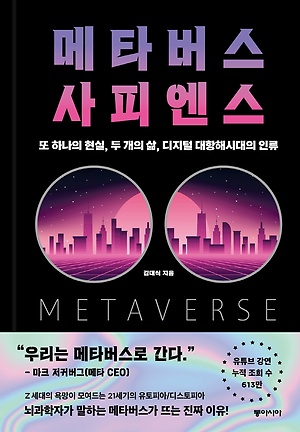 메타버스
사피엔스
또 하나의 현실, 두 개의 삶, 디지털 대항해시대의 인류
김대식 지음
METAVERSE
“우리는 메타버스로 간다.”
- 마크 저커버그(메타 CEO)
Z 세대의 욕망이 모여드는 21세기의 유토피아/디스토피아
뇌과학자가 말하는 메타버스가 뜨는 진짜 이유!
유튜브 강연
누적 조회 수
613만
동아시아